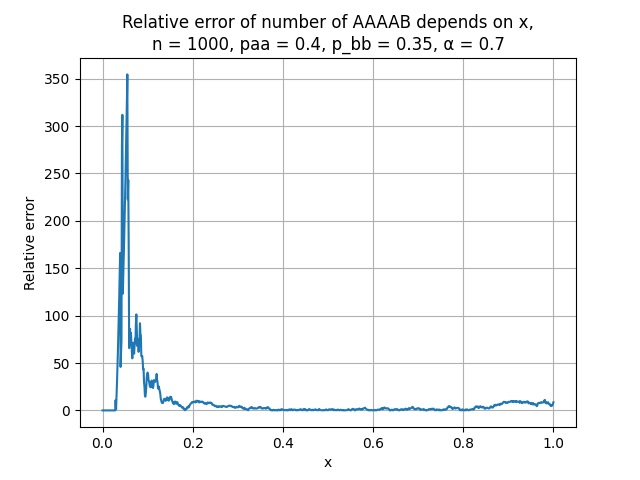 Relative error of number of AAAAB depends on x,
n = 1000, paa = 0.4, p_bb = 0.35, α = 0.7
350
300
250
200
150
100
50
0
Relative error
0.0 0.2 0.4 0.6 0.8 1.0
x